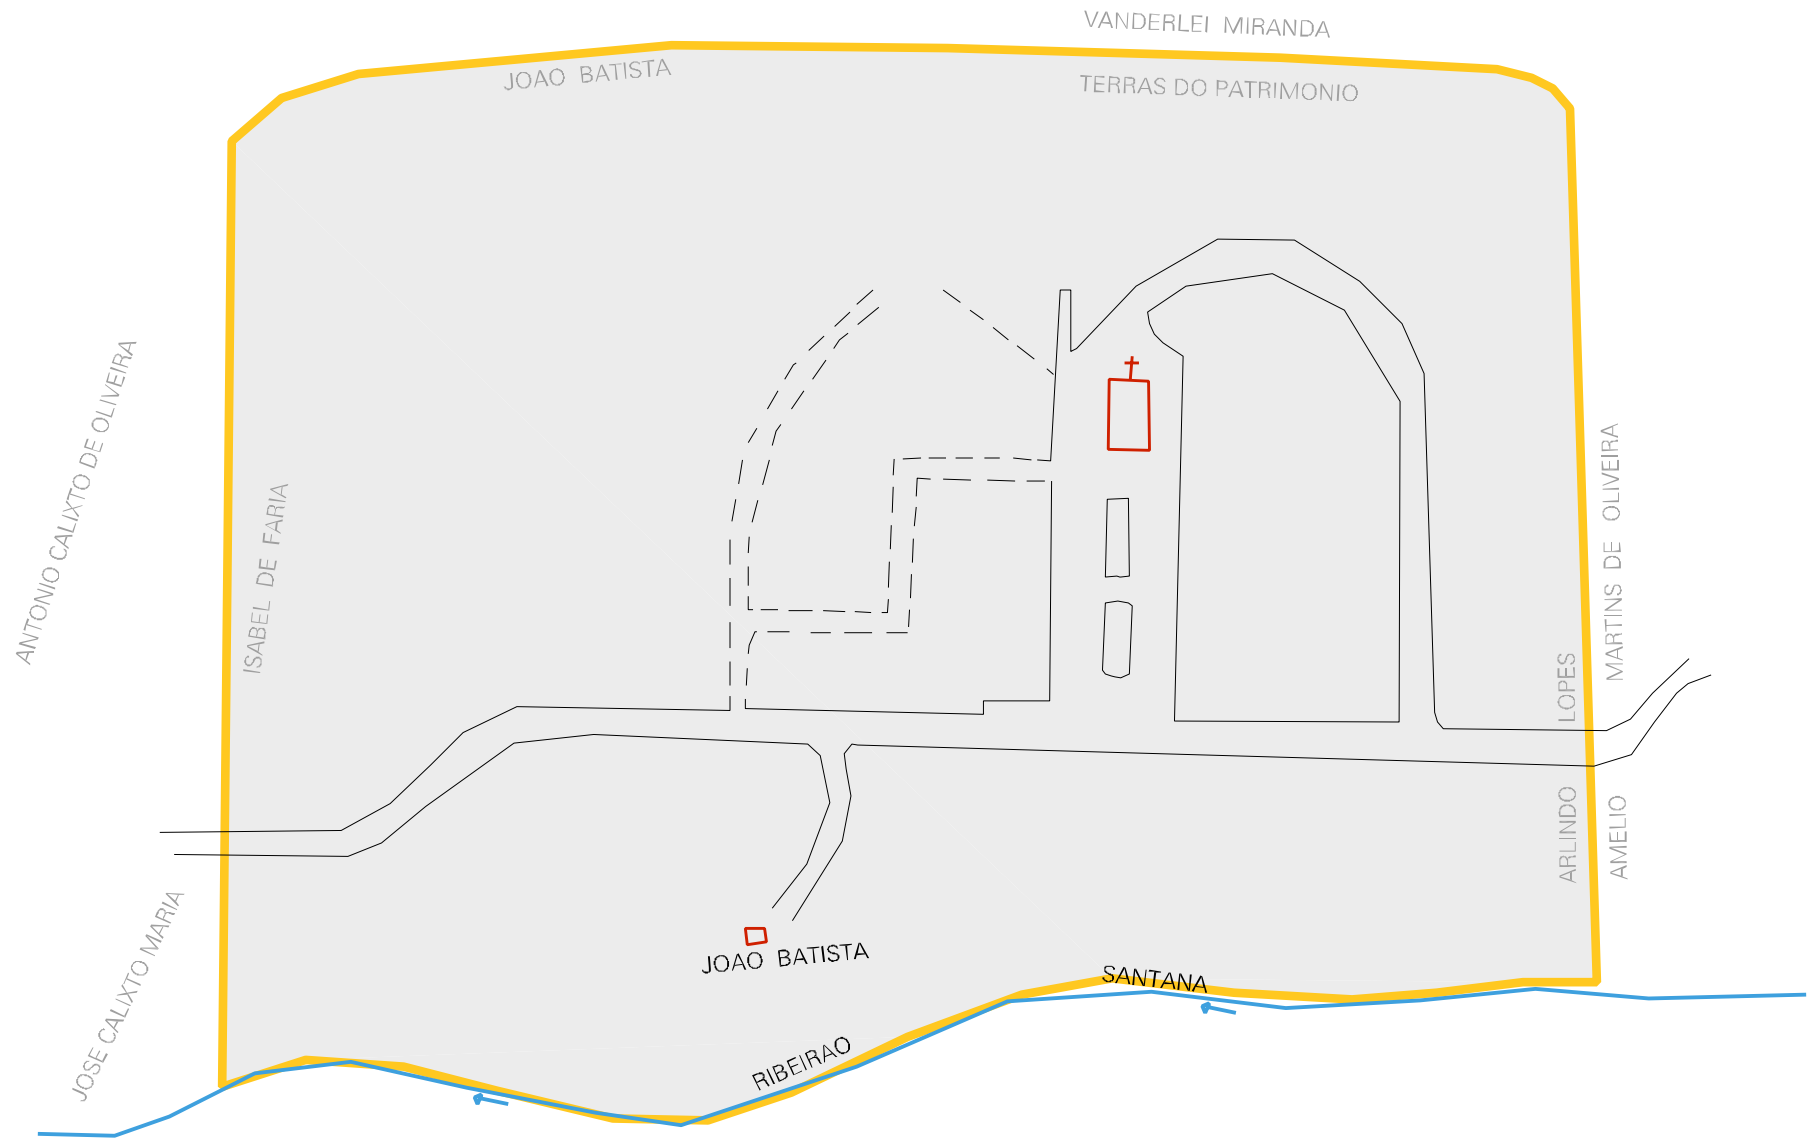 VANDERLEI MIRANDA
JOAO BATISTA
TERRAS DO PATRIMONIO
ANTONIO CALIXTO DE OLIVEIRA
ISABEL DE FARIA
MARTINS DE OLIVEIRA
ARLINDO LOPES
AMELIO
JOSE CALIXTO MARIA
JOAO BATISTA
RIBEIRAO SANTANA